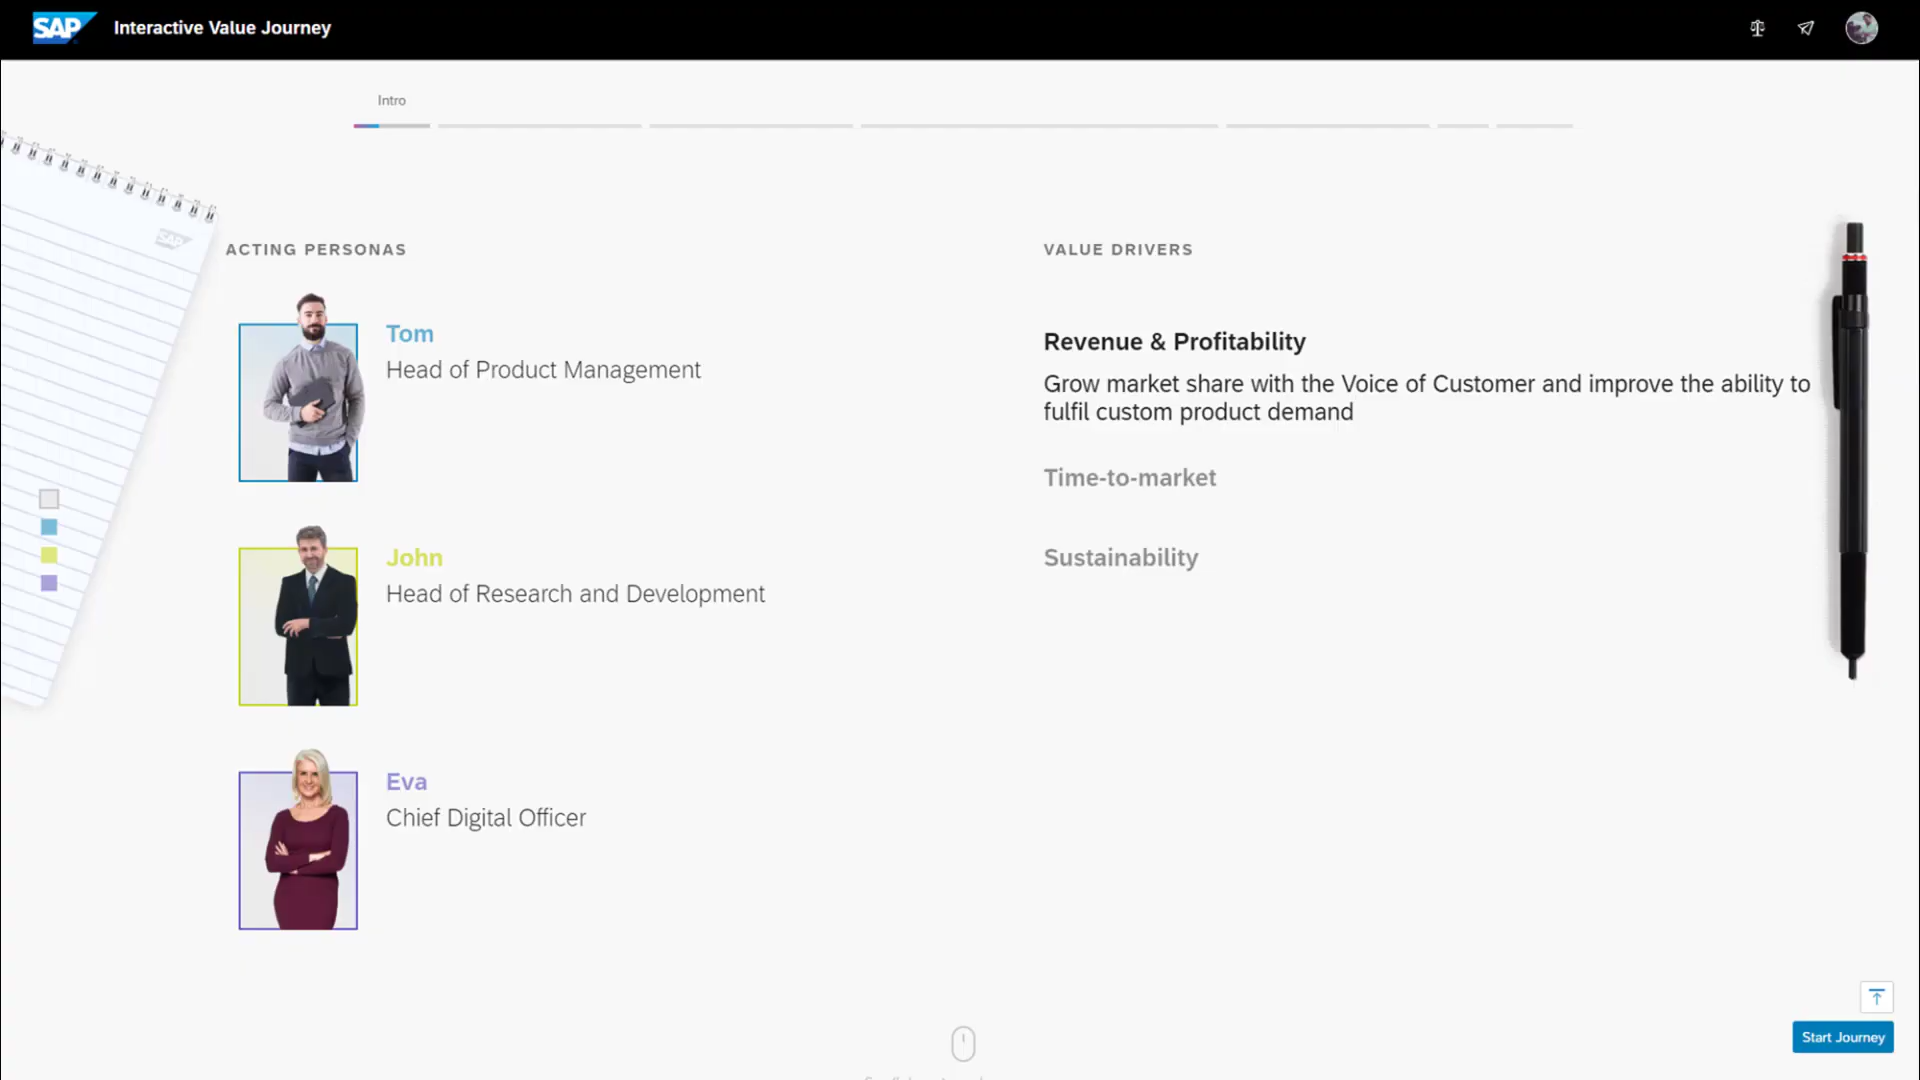 SAP
Interactive Value Journey
Intro
SAP
ACTING PERSONAS
VALUE DRIVERS
Tom
Head of Product Management
John
Head of Research and Development
Eva
Chief Digital Officer
Revenue & Profitability
Grow market share with the Voice of Customer and improve the ability to
fulfil custom product demand
Time-to-market
Sustainability
Start Journey